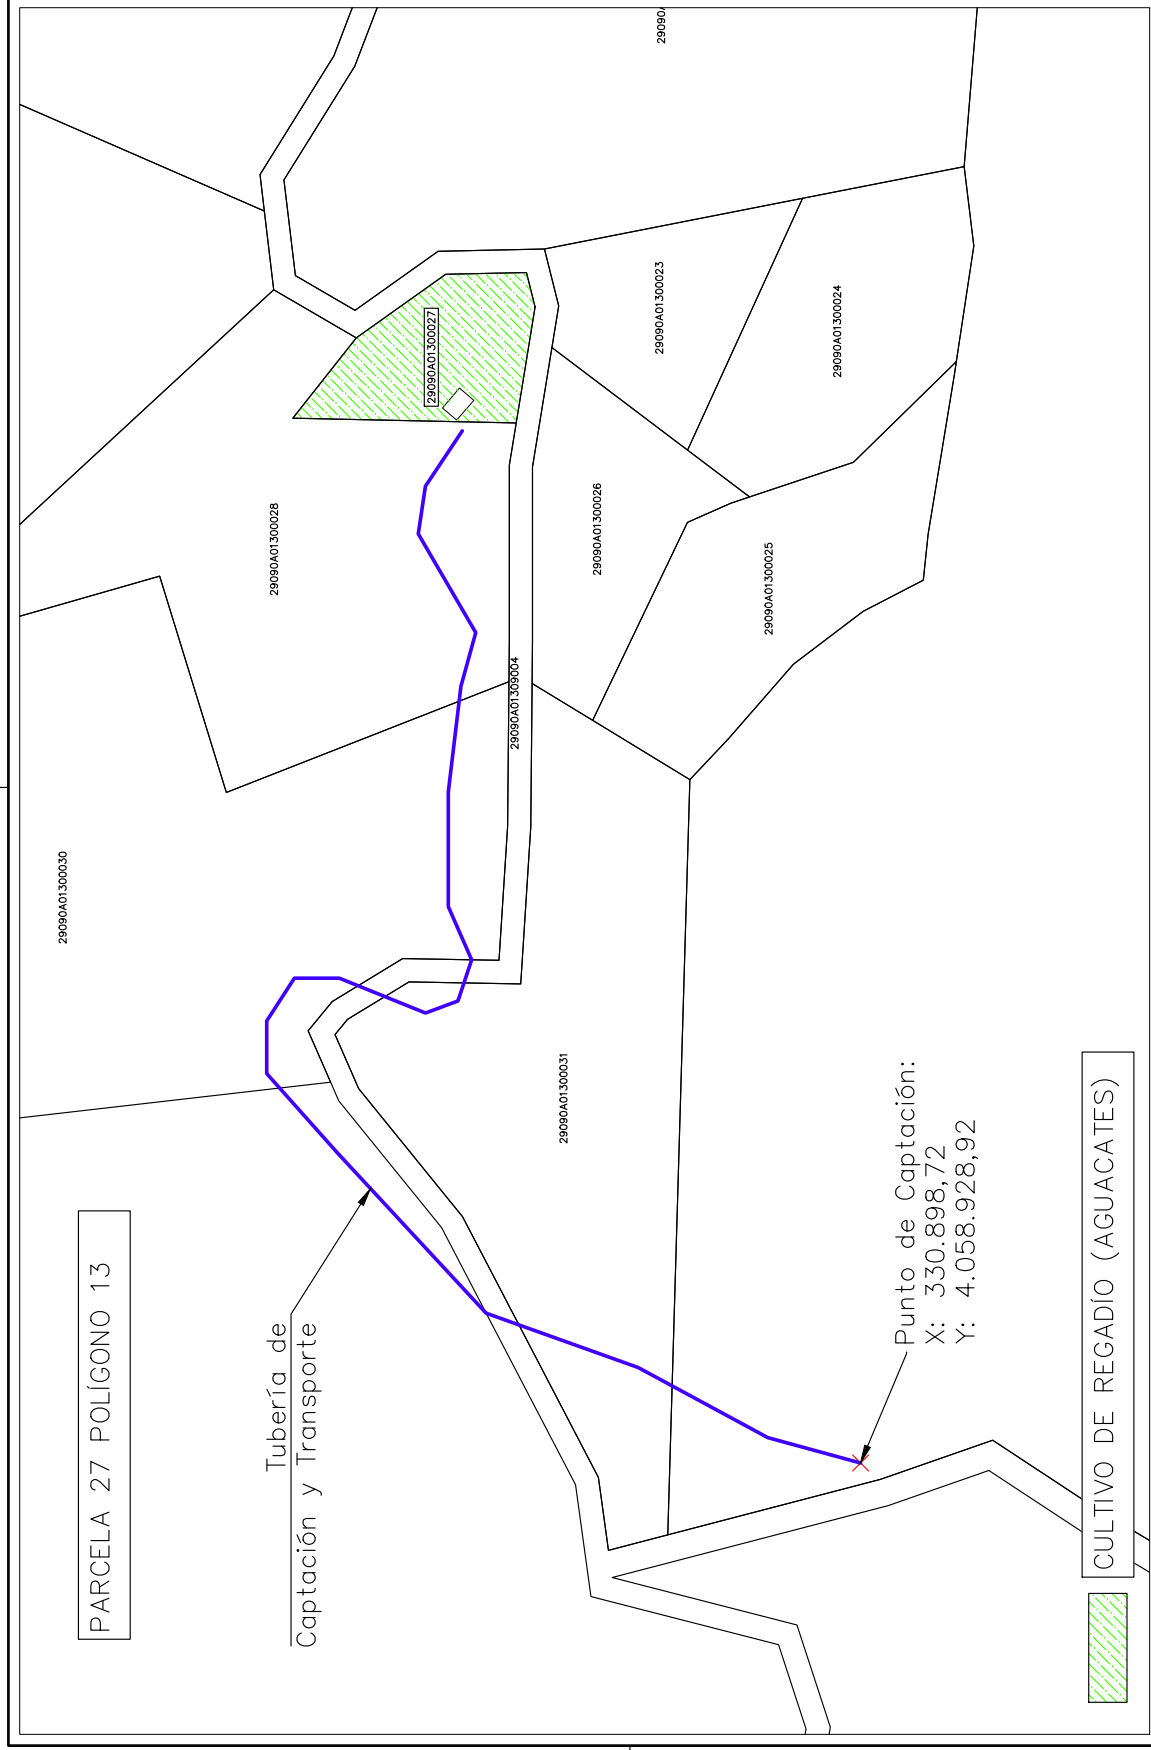 PARCELA 27 POLÍGONO 13
Tubería de
Captación y Transporte
29090A01300030
29090A01300028
29090A01300027
29090A01309004
29090A01300031
29090A01300026
29090A01300023
29090/
29090A01300025
29090A01300024
Punto de Captación:
X: 330.898,72
Y: 4.058.928,92
CULTIVO DE REGADÍO (AGUACATES)